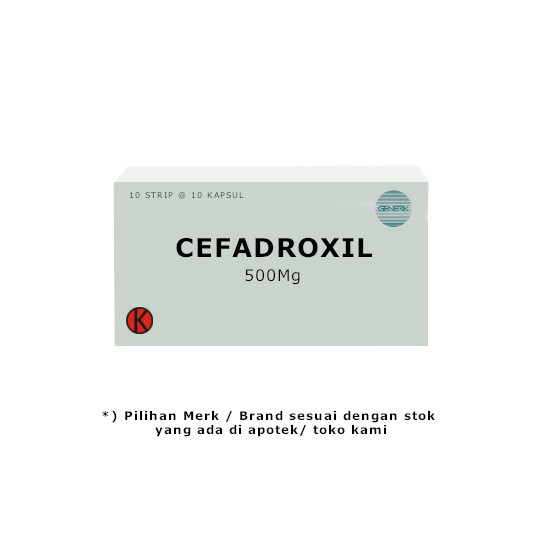 10 STRIP @ 10 KAPSUL
GENERIK
CEFADROXIL
500Mg
K
*) Pilihan Merk / Brand sesuai dengan stok
yang ada di apotek/ toko kami